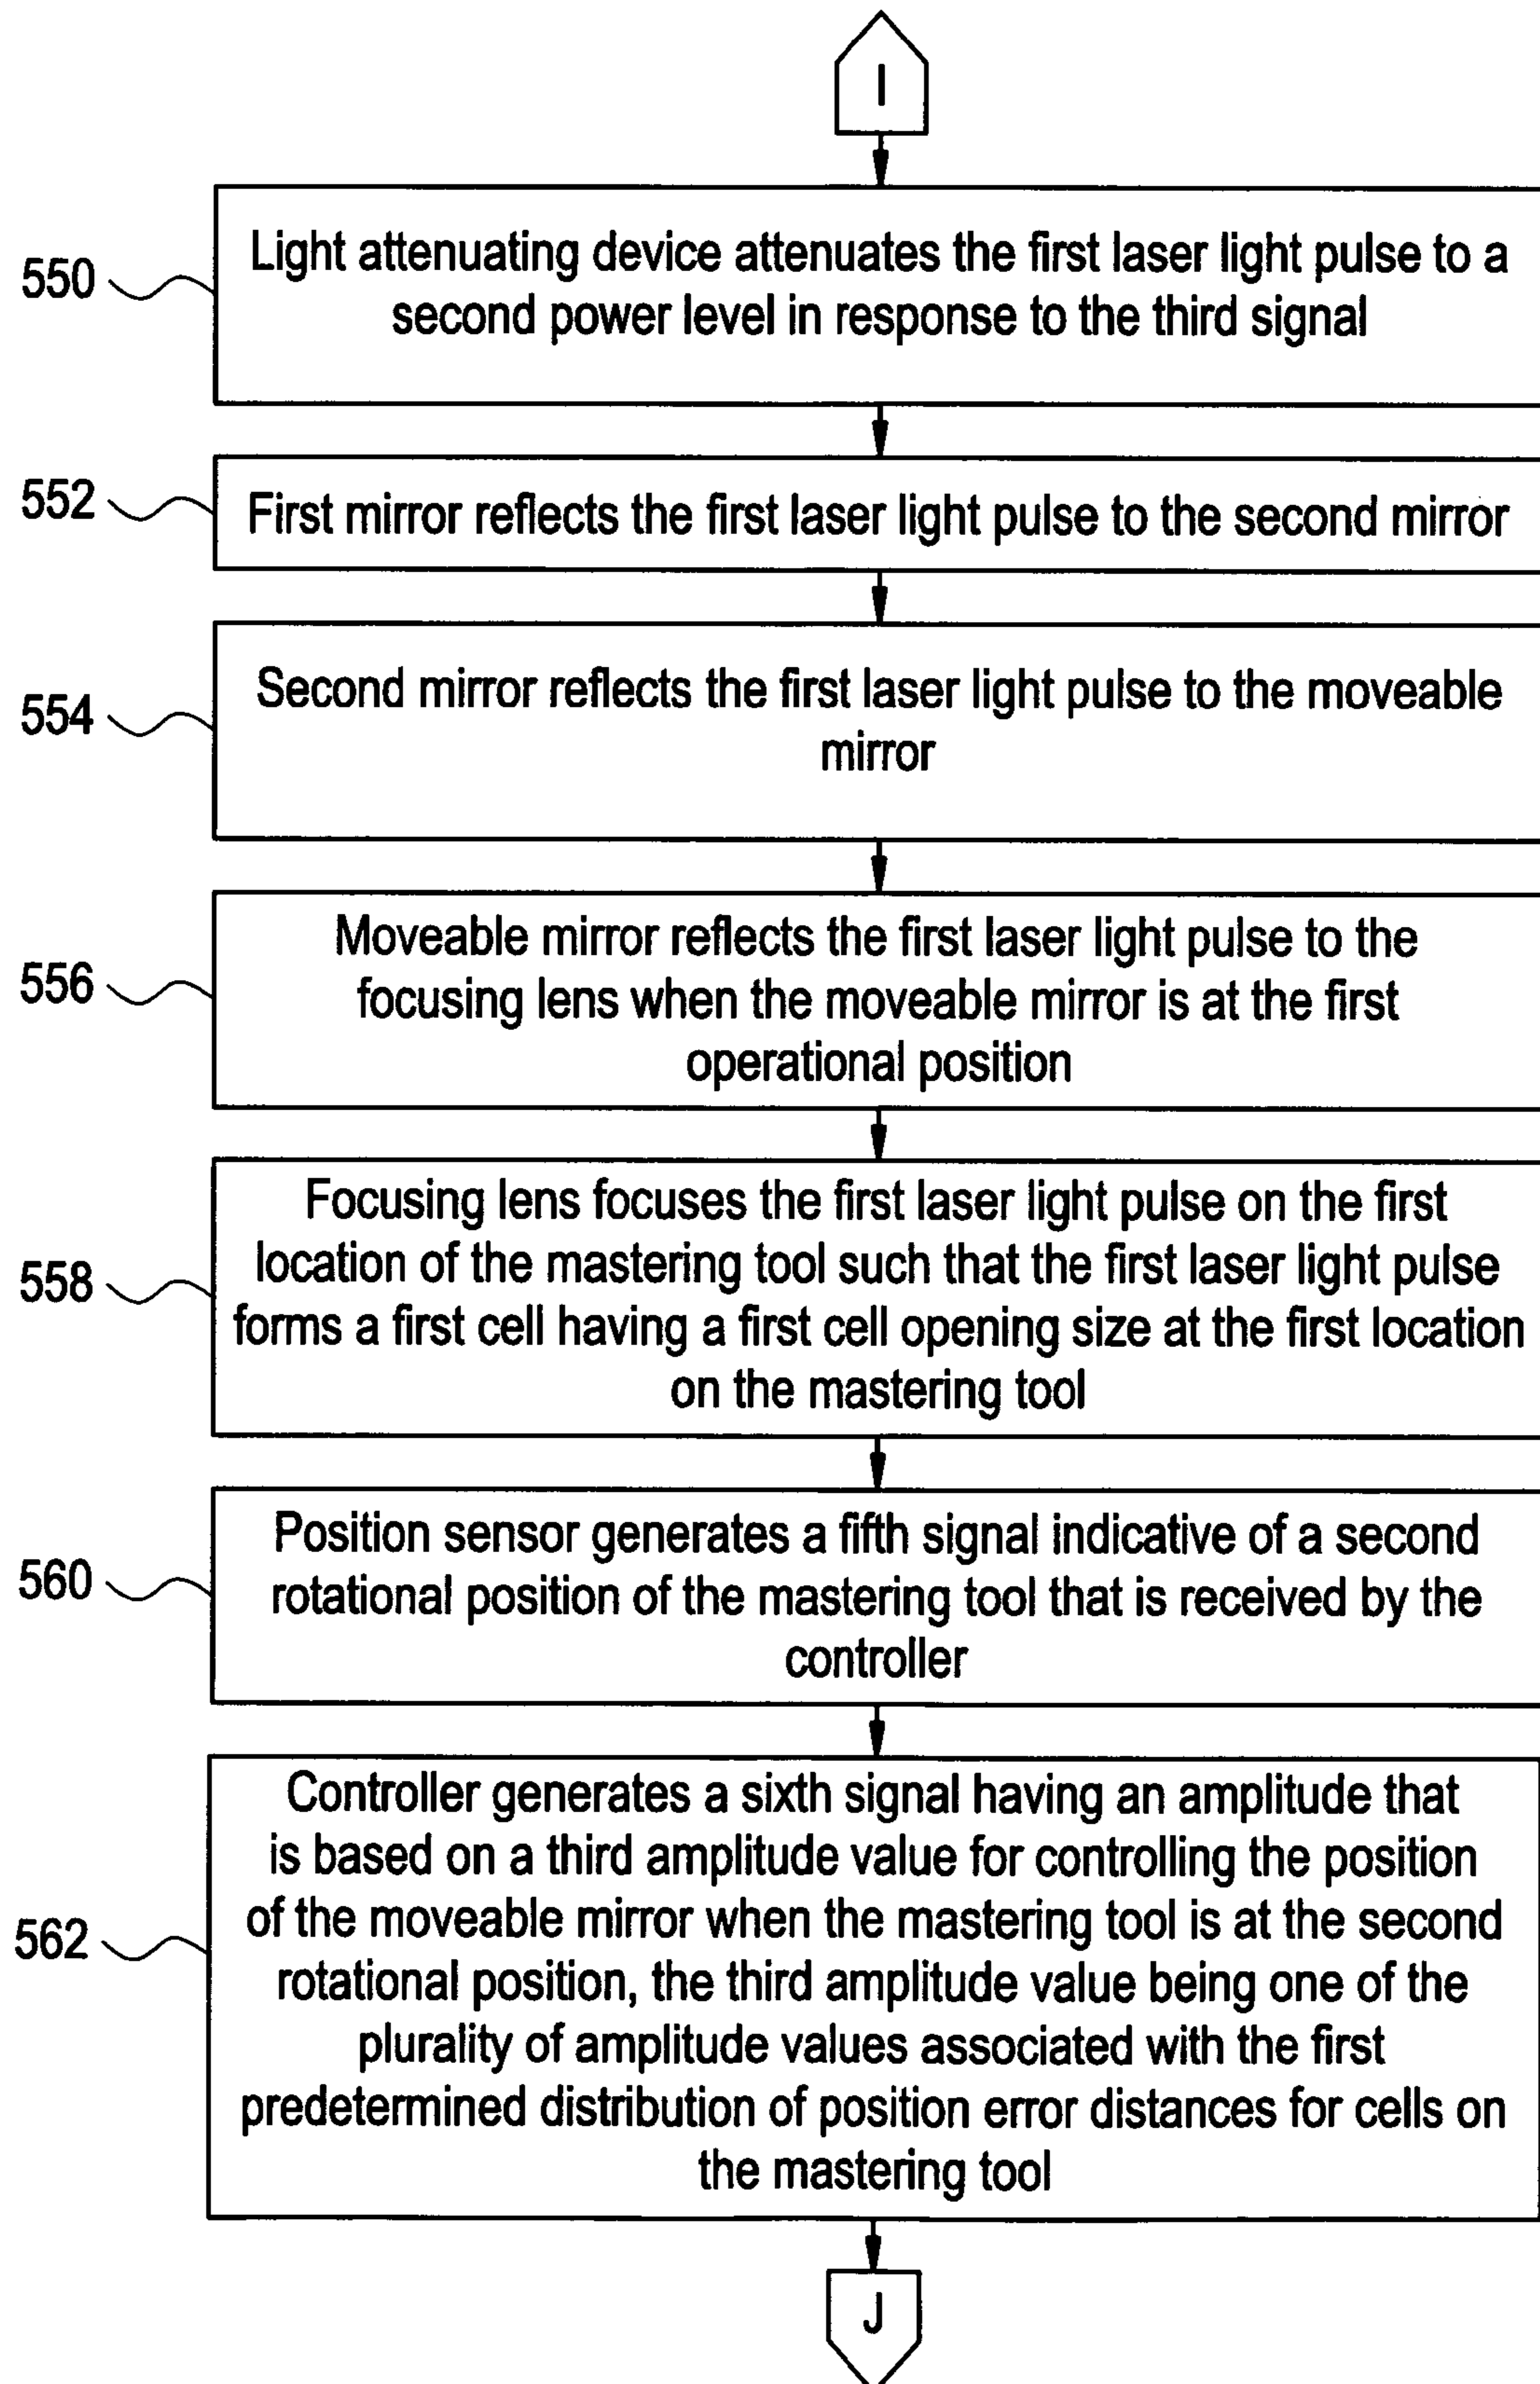 I
550
Light attenuating device attenuates the first laser light pulse to a
second power level in response to the third signal
552
First mirror reflects the first laser light pulse to the second mirror
554
Second mirror reflects the first laser light pulse to the moveable
mirror
556
Moveable mirror reflects the first laser light pulse to the
focusing lens when the moveable mirror is at the first
operational position
558
Focusing lens focuses the first laser light pulse on the first
location of the mastering tool such that the first laser light pulse
forms a first cell having a first cell opening size at the first location
on the mastering tool
560
Position sensor generates a fifth signal indicative of a second
rotational position of the mastering tool that is received by the
controller
562
Controller generates a sixth signal having an amplitude that
is based on a third amplitude value for controlling the position
of the moveable mirror when the mastering tool is at the second
rotational position, the third amplitude value being one of the
plurality of amplitude values associated with the first
predetermined distribution of position error distances for cells on
the mastering tool
J